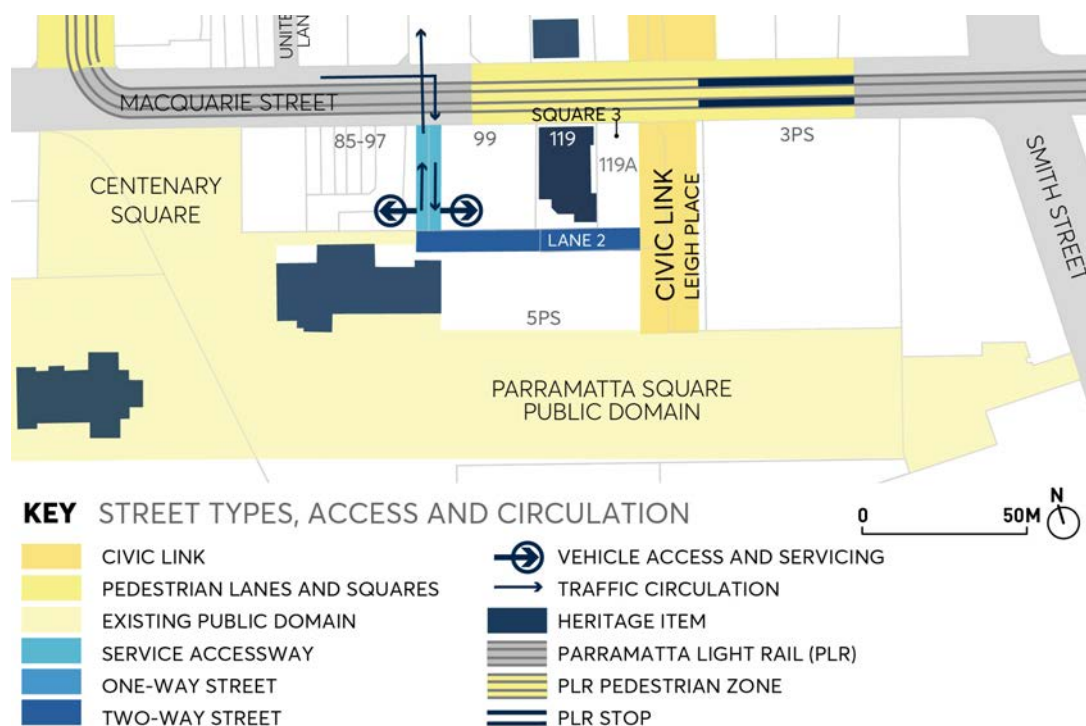 UNITE
LAN
MACQUARIE STREET
SQUARE 3
85-97
99
119
119A
3PS
CENTENARY
SQUARE
CIVIC LINK
LEIGH PLACE
SMITH STREET
LANE 2
5PS
PARRAMATTA SQUARE
PUBLIC DOMAIN
KEY STREET TYPES, ACCESS AND CIRCULATION
0 50M N
CIVIC LINK
PEDESTRIAN LANES AND SQUARES
EXISTING PUBLIC DOMAIN
SERVICE ACCESSWAY
ONE-WAY STREET
TWO-WAY STREET
VEHICLE ACCESS AND SERVICING
TRAFFIC CIRCULATION
HERITAGE ITEM
PARRAMATTA LIGHT RAIL (PLR)
PLR PEDESTRIAN ZONE
PLR STOP